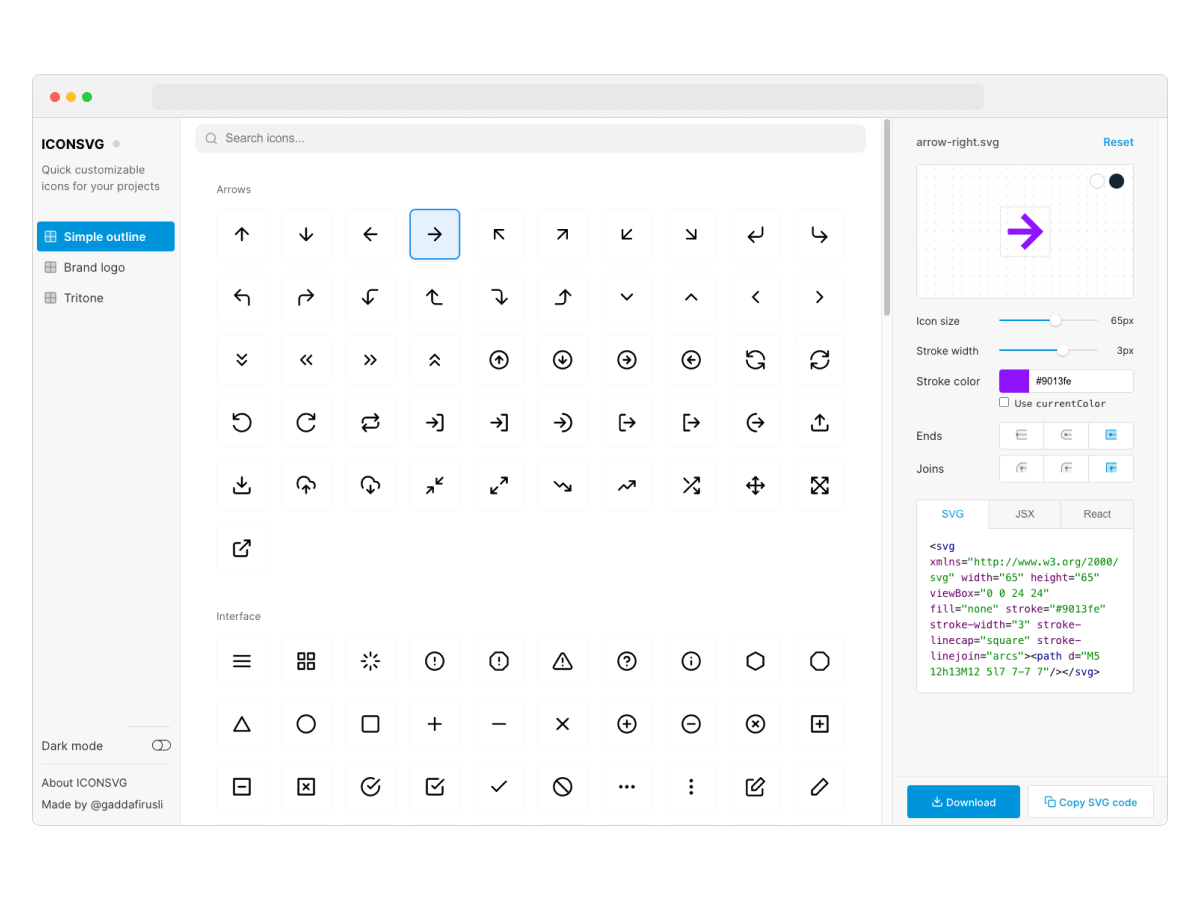 ICONSVG
Quick customizable
icons for your projects
Simple outline
Brand logo
Tritone
Dark mode
About ICONSVG
Made by @gaddafirusli
Search icons...
Arrows
Interface
arrow-right.svg
Reset
Icon size
65px
Stroke width
3px
Stroke color
#9013fe
Use currentColor
Ends
Joins
SVG
JSX
React
<svg
xmlns="http://www.w3.org/2000/
svg" width="65" height="65"
viewBox="0 0 24 24"
fill="none" stroke="#9013fe"
stroke-width="3" stroke-
linecap="square" stroke-
linejoin="arcs"><path d="M5
12h13M12 5l7 7-7 7"/></svg>
Download
Copy SVG code